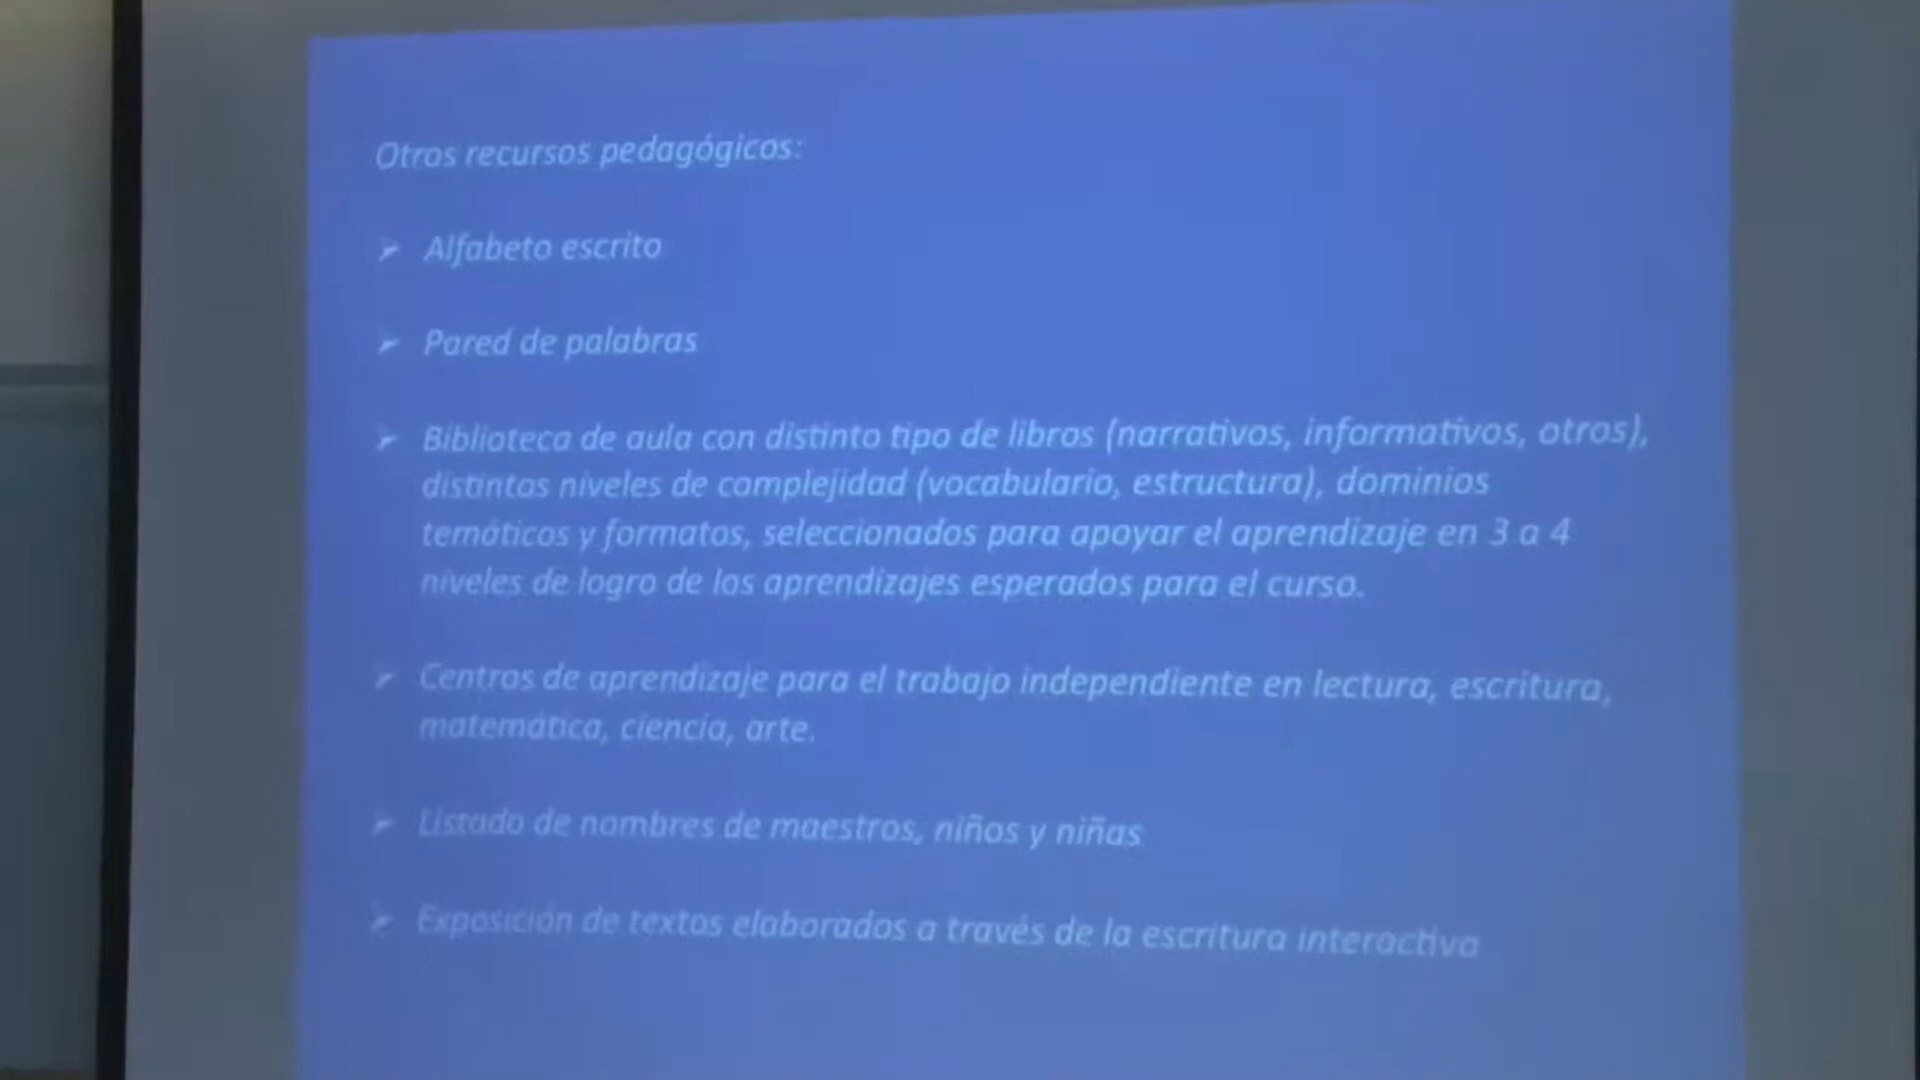 Otros recursos pedagógicos:
➢ Alfabeto escrito
➢ Pared de palabras
➢ Biblioteca de aula con distinto tipo de libros (narrativos, informativos, otros),
distintos niveles de complejidad (vocabulario, estructura), dominios
temáticos y formatos, seleccionados para apoyar el aprendizaje en 3 a 4
niveles de logro de los aprendizajes esperados para el curso.
➢ Centros de aprendizaje para el trabajo independiente en lectura, escritura,
matemática, ciencia, arte.
➢ Listado de nombres de maestros, niños y niñas
➢ Exposición de textos elaborados a través de la escritura interactiva